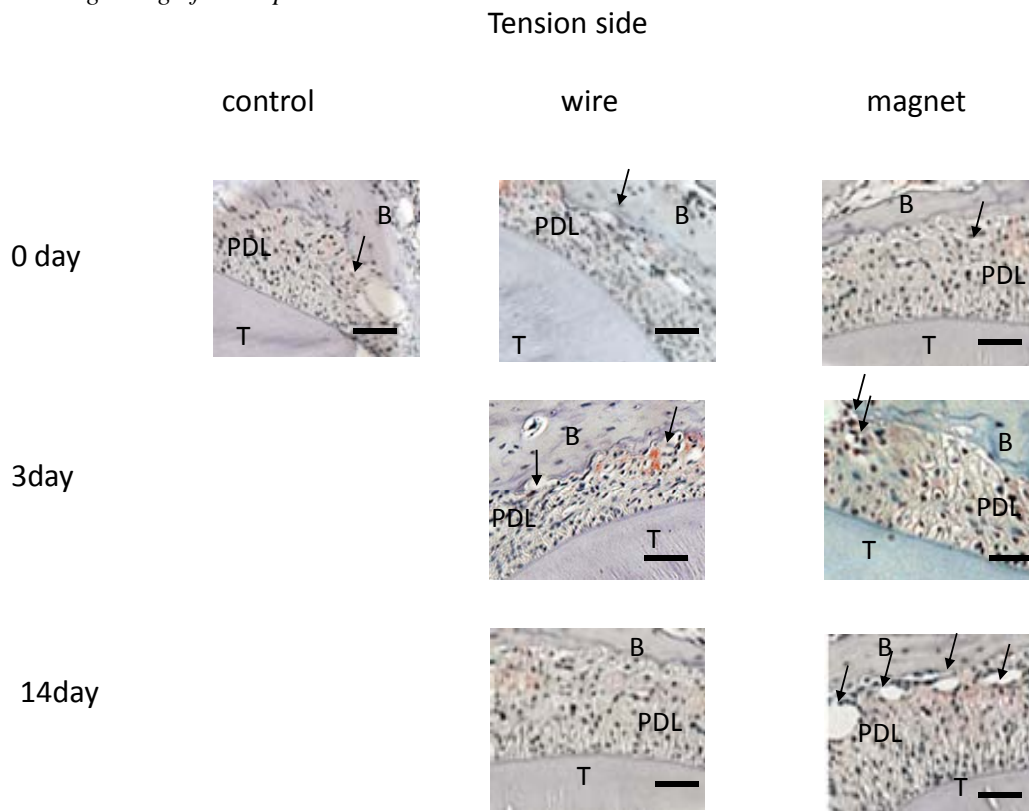 Tension side
control wire magnet
0 day
PDL B T
PDL B T
B PDL T
3day
B PDL T
B PDL T
14day
B PDL T
B PDL T